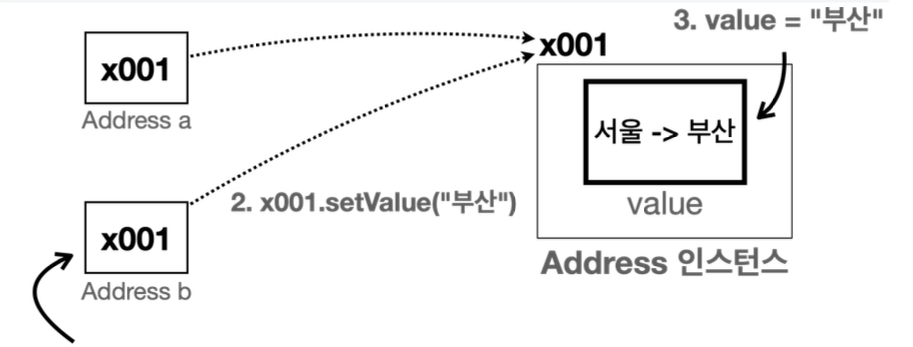 3. value = "부산"
x001
x001
Address a
서울 -> 부산
2. x001.setValue("부산")
value
x001
Address b
Address 인스턴스